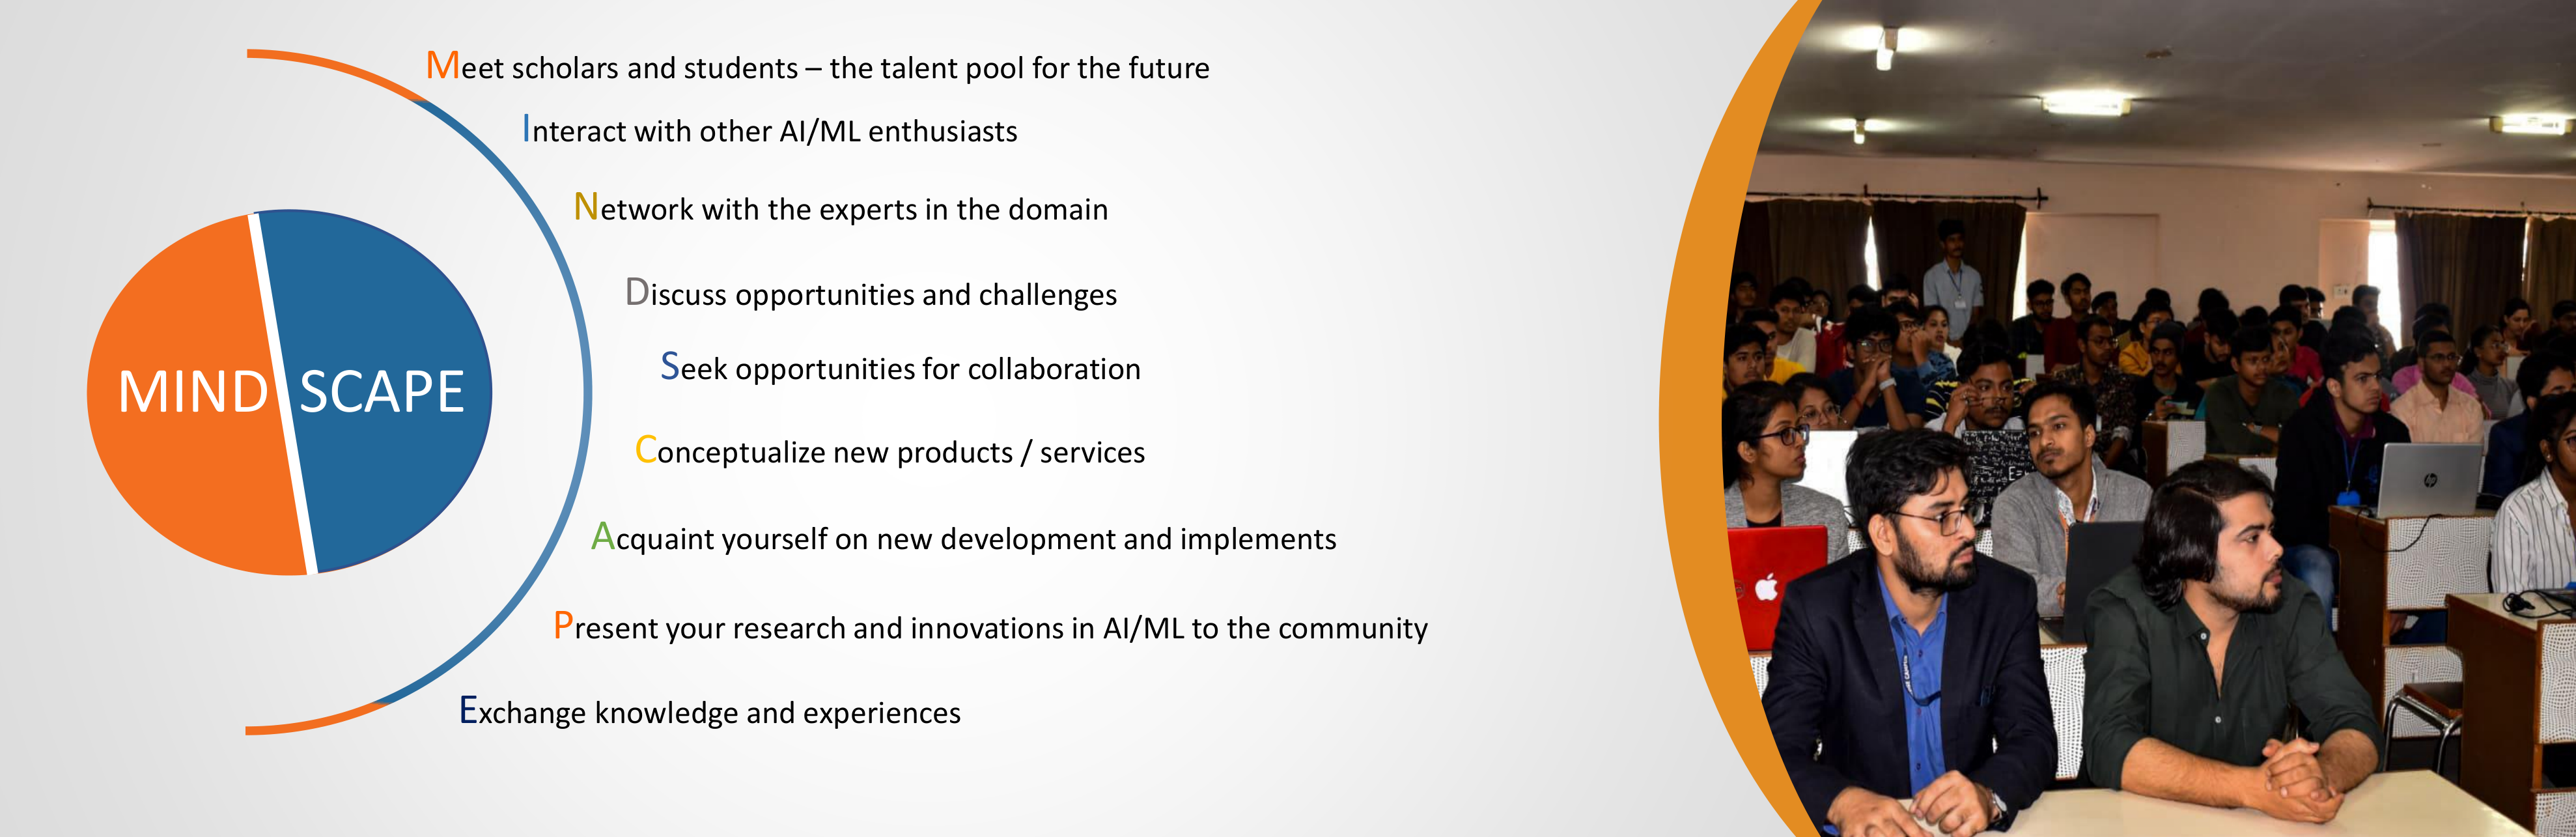 Meet scholars and students – the talent pool for the future
Interact with other AI/ML enthusiasts
Network with the experts in the domain
Discuss opportunities and challenges
MIND SCAPE
Seek opportunities for collaboration
Conceptualize new products / services
Acquaint yourself on new development and implements
Present your research and innovations in AI/ML to the community
Exchange knowledge and experiences